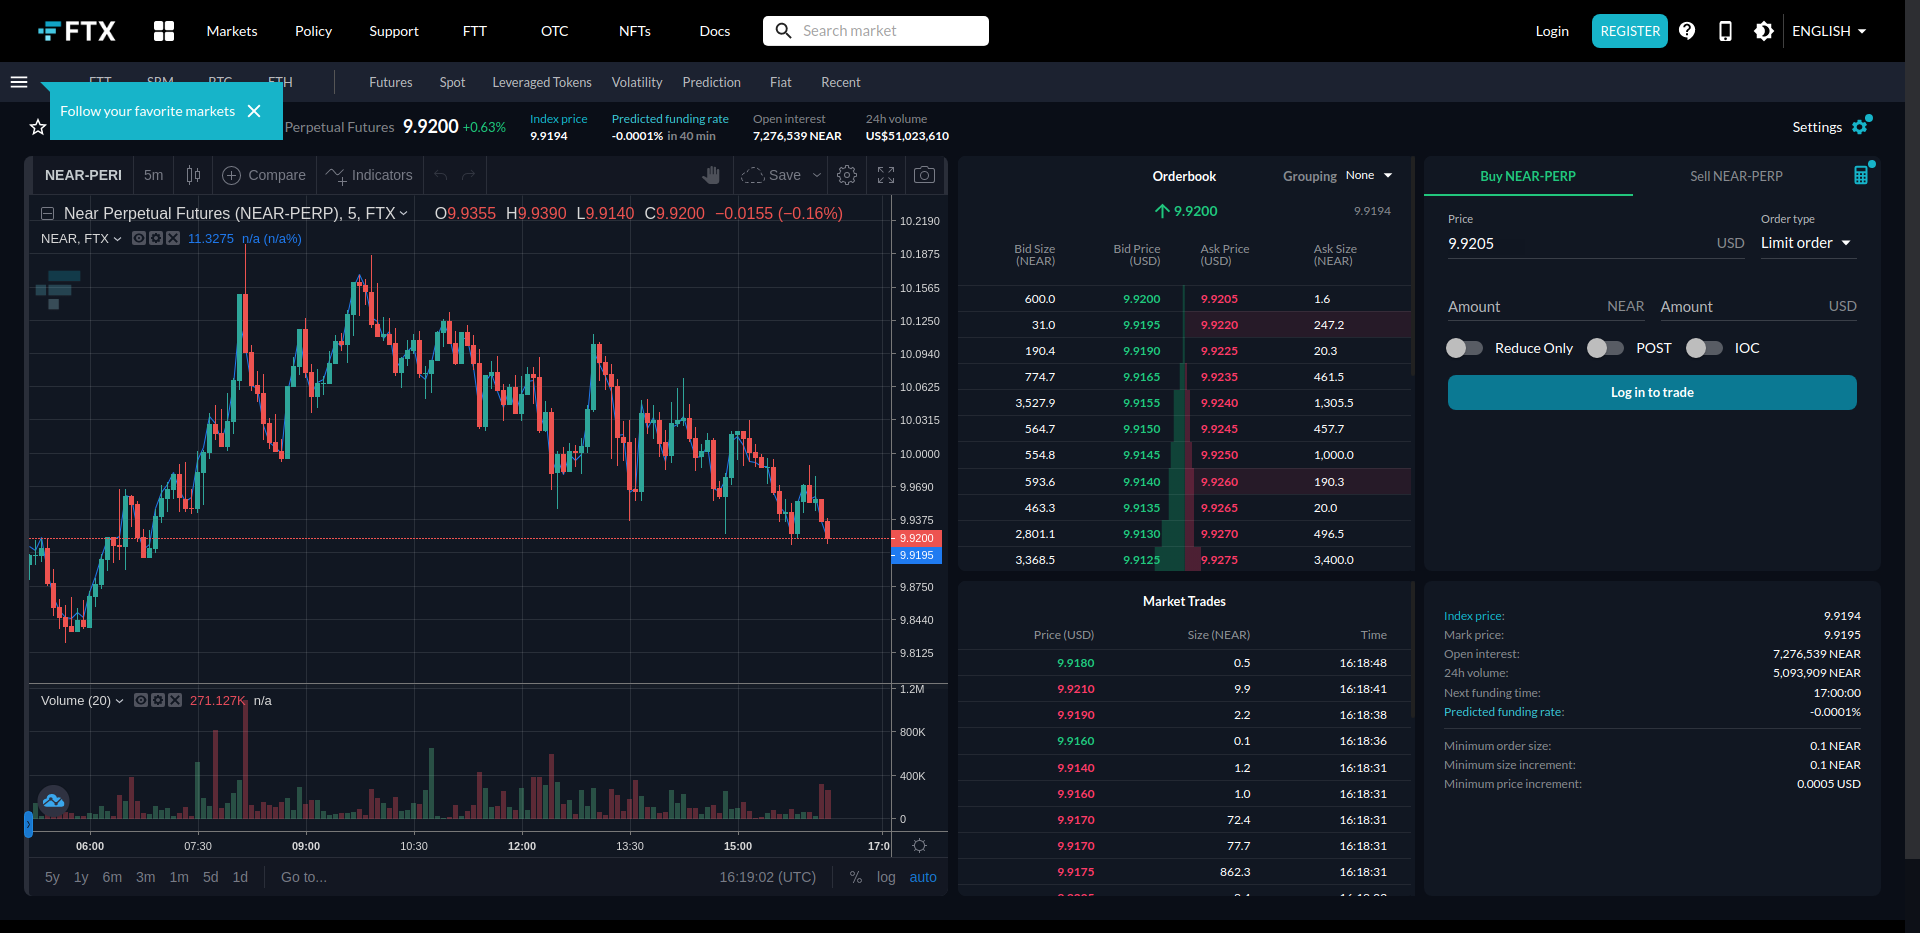 FTX
Markets
Policy
Support
FTT
OTC
NFTs
Docs
Search market
Login
REGISTER
ENGLISH
Futures
Spot
Leveraged Tokens
Volatility
Prediction
Fiat
Recent
Follow your favorite markets
Perpetual Futures 9.9200 +0.63%
Index price
9.9194
Predicted funding rate
-0.0001% in 40 min
Open interest
7,276,539 NEAR
24h volume
US$51,023,610
Settings
NEAR-PERI
5m
Compare
Indicators
Save
Near Perpetual Futures (NEAR-PERP), 5, FTX
O9.9355 H9.9390 L9.9140 C9.9200 −0.0155 (−0.16%)
NEAR, FTX
11.3275 n/a (n/a%)
10.2190
10.1875
10.1565
10.1250
10.0940
10.0625
10.0315
10.0000
9.9690
9.9375
9.9200
9.9195
9.8750
9.8440
9.8125
Volume (20)
271.127K n/a
1.2M
800K
400K
0
06:00 07:30 09:00 10:30 12:00 13:30 15:00 17:0
5y 1y 6m 3m 1m 5d 1d
Go to...
16:19:02 (UTC)
% log auto
Orderbook
Grouping None
9.9200
9.9194
Bid Size (NEAR) Bid Price (USD) Ask Price (USD) Ask Size (NEAR)
600.0 9.9200 9.9205 1.6
31.0 9.9195 9.9220 247.2
190.4 9.9190 9.9225 20.3
774.7 9.9165 9.9235 461.5
3,527.9 9.9155 9.9240 1,305.5
564.7 9.9150 9.9245 457.7
554.8 9.9145 9.9250 1,000.0
593.6 9.9140 9.9260 190.3
463.3 9.9135 9.9265 20.0
2,801.1 9.9130 9.9270 496.5
3,368.5 9.9125 9.9275 3,400.0
Market Trades
Price (USD) Size (NEAR) Time
9.9180 0.5 16:18:48
9.9210 9.9 16:18:41
9.9190 2.2 16:18:38
9.9160 0.1 16:18:36
9.9140 1.2 16:18:31
9.9160 1.0 16:18:31
9.9170 72.4 16:18:31
9.9170 77.7 16:18:31
9.9175 862.3 16:18:31
Buy NEAR-PERP
Sell NEAR-PERP
Price
9.9205 USD
Order type
Limit order
Amount NEAR
Amount USD
Reduce Only
POST
IOC
Log in to trade
Index price: 9.9194
Mark price: 9.9195
Open interest: 7,276,539 NEAR
24h volume: 5,093,909 NEAR
Next funding time: 17:00:00
Predicted funding rate: -0.0001%
Minimum order size: 0.1 NEAR
Minimum size increment: 0.1 NEAR
Minimum price increment: 0.0005 USD